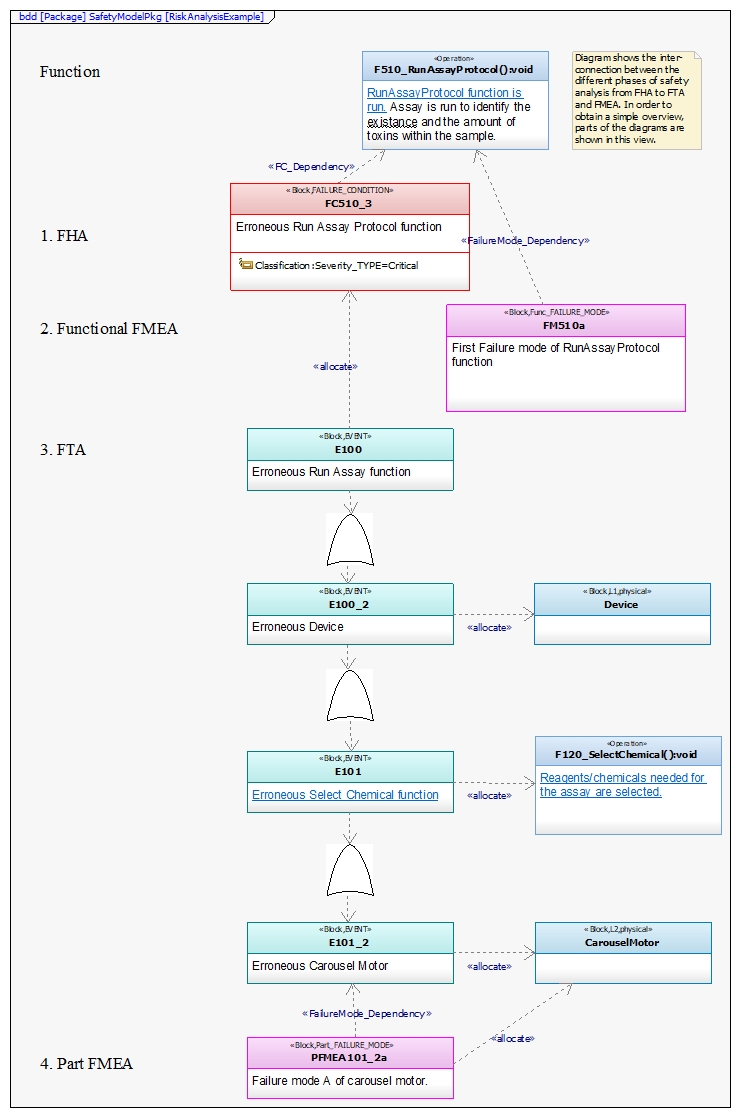 bdd [Package] SafetyModelPkg [RiskAnalysisExample]
Function
«Operation»
F510_RunAssayProtocol():void
RunAssayProtocol function is
run. Assay is run to identify the
existance and the amount of
toxins within the sample.
Diagram shows the inter-
connection between the
different phases of safety
analysis from FHA to FTA
and FMEA. In order to
obtain a simple overview,
parts of the diagrams are
shown in this view.
«FC_Dependency»
1. FHA
«Block,FAILURE_CONDITION»
FC510_3
Erroneous Run Assay Protocol function
Classification:Severity_TYPE=Critical
«FailureMode_Dependency»
2. Functional FMEA
«Block,Func_FAILURE_MODE»
FM510a
First Failure mode of RunAssayProtocol
function
«allocate»
3. FTA
«Block,EVENT»
E100
Erroneous Run Assay function
«Block,EVENT»
E100_2
Erroneous Device
«allocate»
«Block,L1,physical»
Device
«Block,EVENT»
E101
Erroneous Select Chemical function
«allocate»
«Operation»
F120_SelectChemical():void
Reagents/chemicals needed for
the assay are selected.
«Block,EVENT»
E101_2
Erroneous Carousel Motor
«allocate»
«Block,L2,physical»
CarouselMotor
«FailureMode_Dependency»
«allocate»
4. Part FMEA
«Block,Part_FAILURE_MODE»
PFMEA101_2a
Failure mode A of carousel motor.